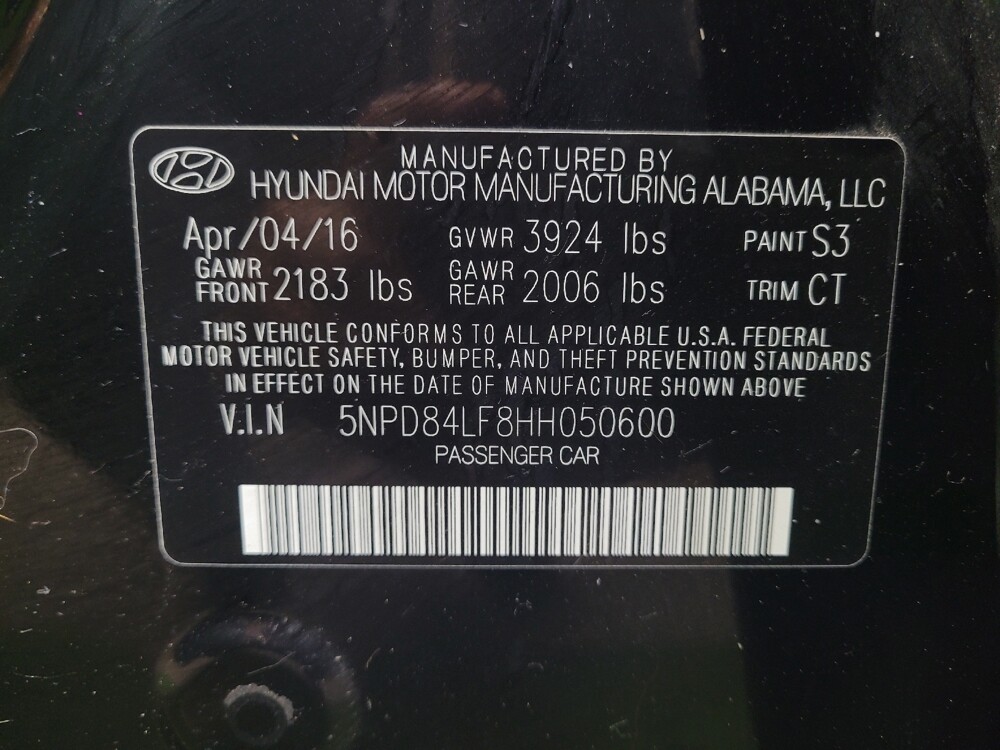 MANUFACTURED BY
HYUNDAI MOTOR MANUFACTURING ALABAMA, LLC
Apr/04/16 GVWR 3924 lbs PAINT S3
GAWR FRONT 2183 lbs GAWR REAR 2006 lbs TRIM CT
THIS VEHICLE CONFORMS TO ALL APPLICABLE U.S.A. FEDERAL
MOTOR VEHICLE SAFETY, BUMPER, AND THEFT PREVENTION STANDARDS
IN EFFECT ON THE DATE OF MANUFACTURE SHOWN ABOVE
V.I.N 5NPD84LF8HH050600
PASSENGER CAR